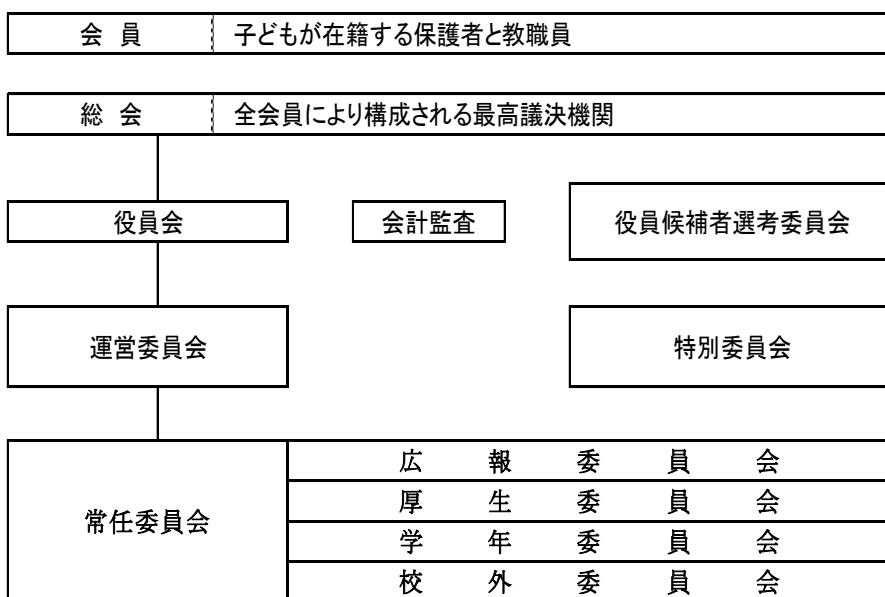 会 員 子どもが在籍する保護者と教職員
総 会 全会員により構成される最高議決機関
役員会 会計監査 役員候補者選考委員会
運営委員会 特別委員会
常任委員会
広 報 委 員 会
厚 生 委 員 会
学 年 委 員 会
校 外 委 員 会